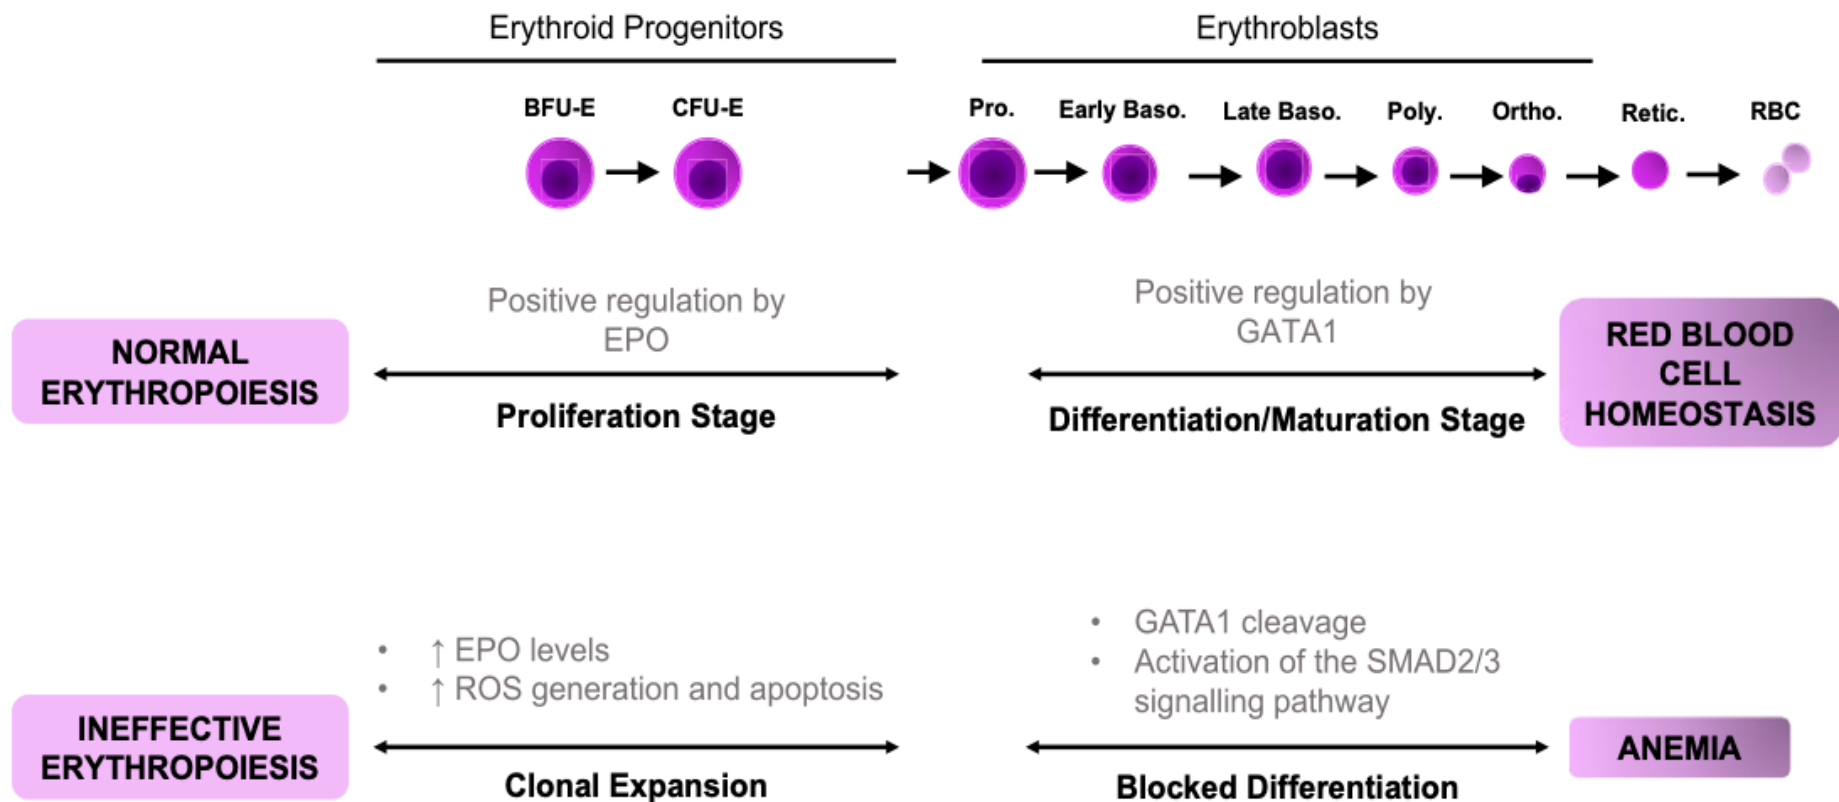 Erythroid Progenitors
Erythroblasts
BFU-E
CFU-E
Pro.
Early Baso.
Late Baso.
Poly.
Ortho.
Retic.
RBC
NORMAL
ERYTHROPOIESIS
Positive regulation by
EPO
Proliferation Stage
Positive regulation by
GATA1
Differentiation/Maturation Stage
RED BLOOD
CELL
HOMEOSTASIS
INEFFECTIVE
ERYTHROPOIESIS
• ↑ EPO levels
• ↑ ROS generation and apoptosis
Clonal Expansion
• GATA1 cleavage
• Activation of the SMAD2/3
signalling pathway
Blocked Differentiation
ANEMIA